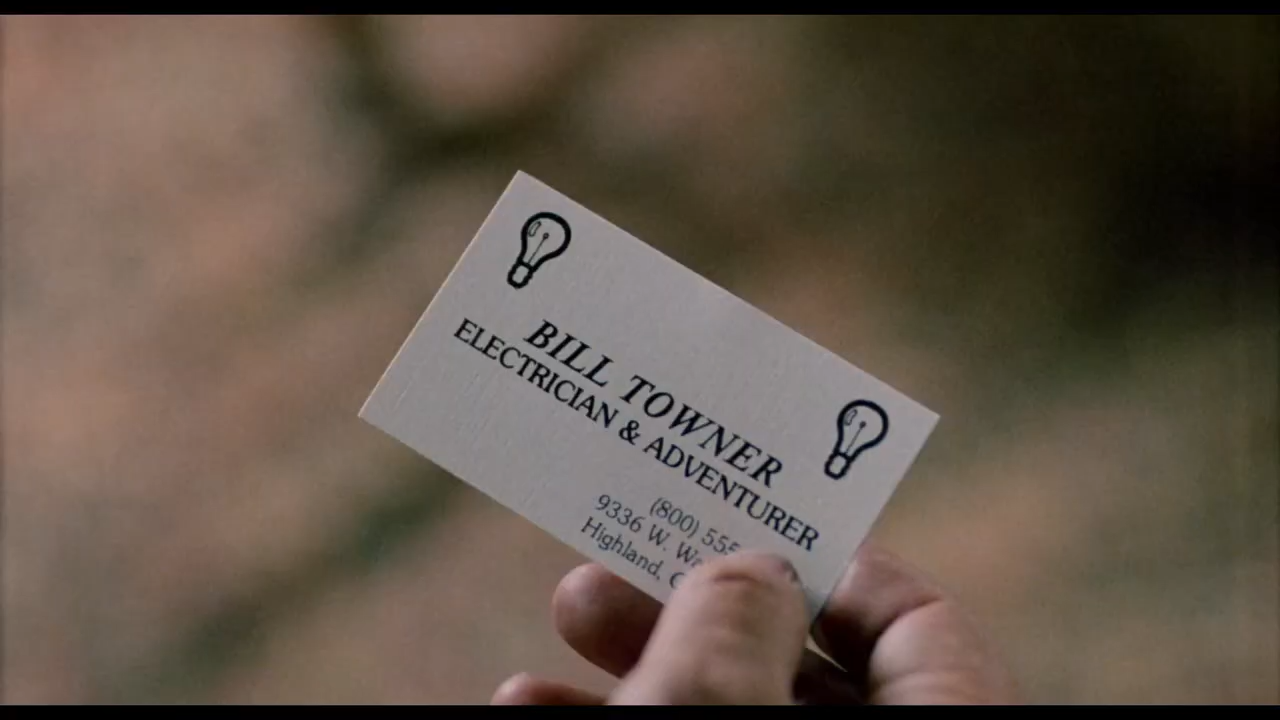 BILL TOWNER
ELECTRICIAN & ADVENTURER
(800) 555
9336 W.
Highland,